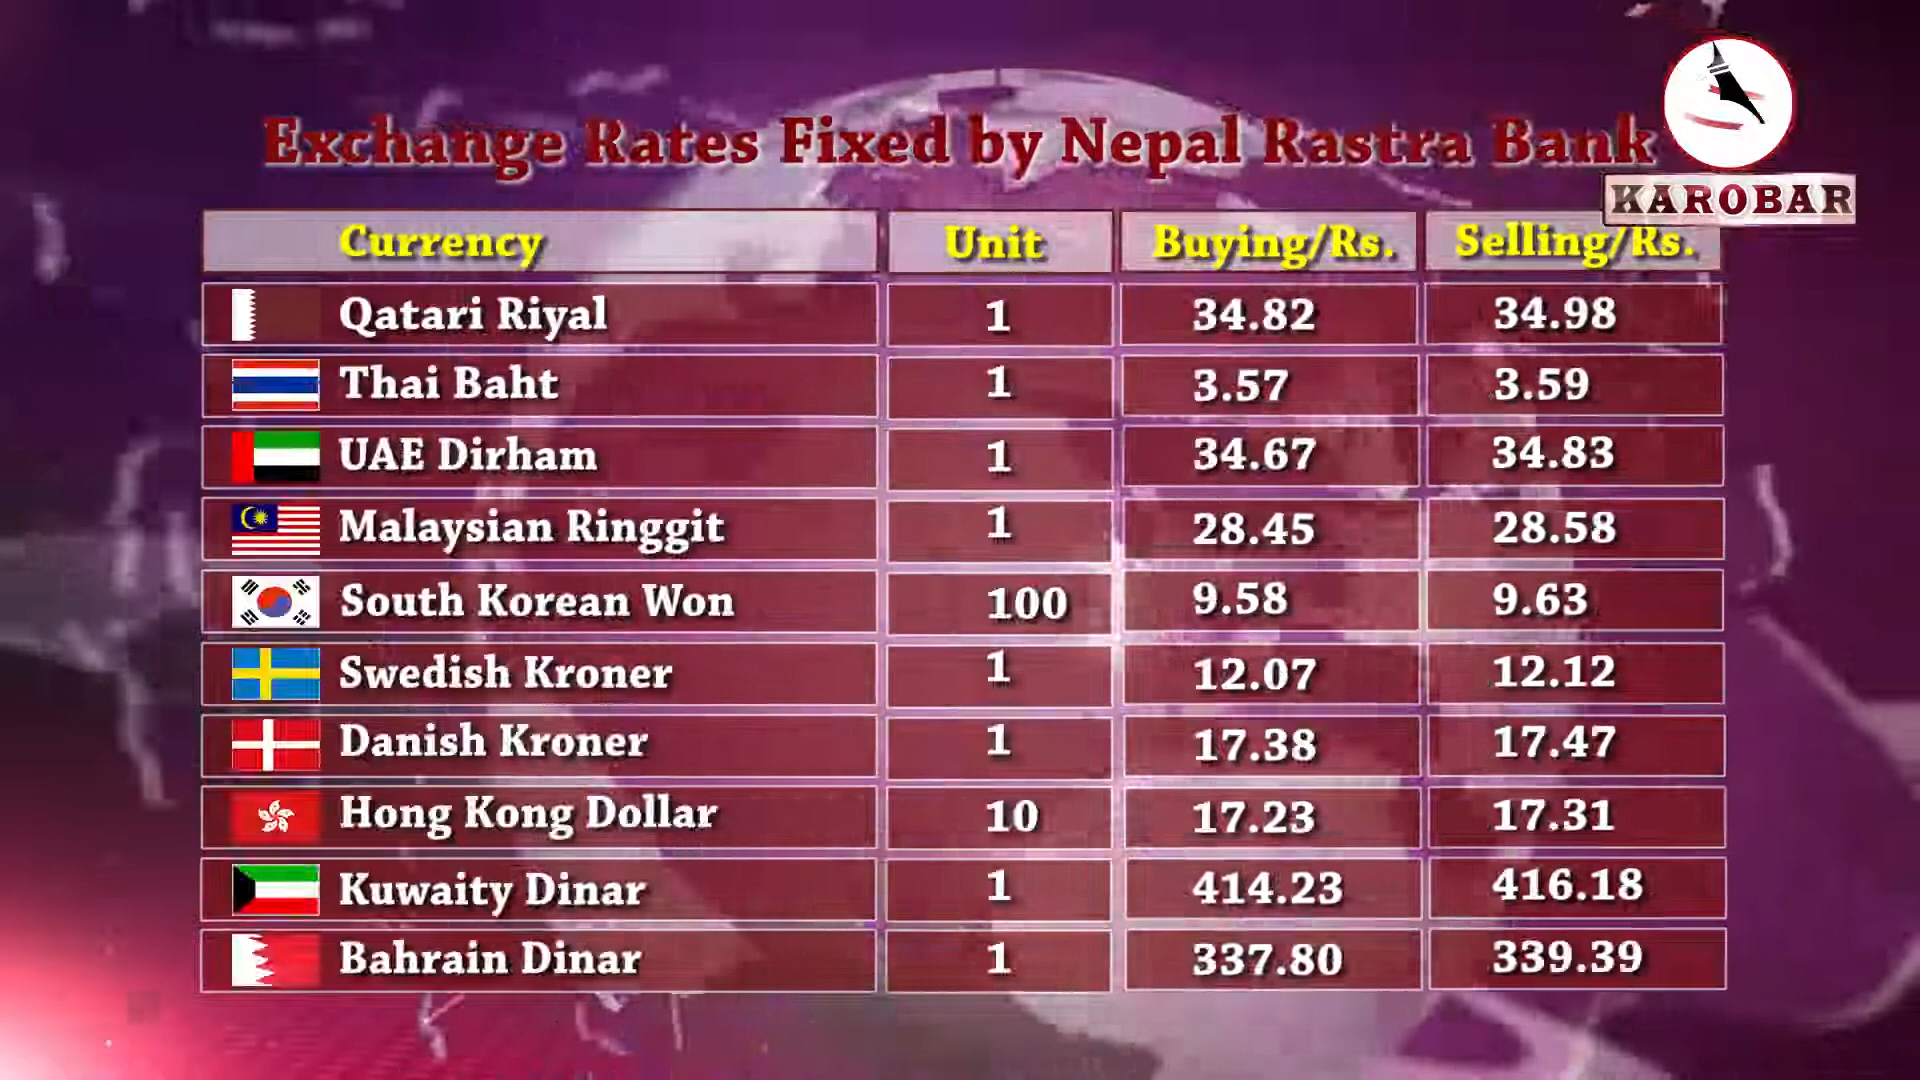 Exchange Rates Fixed by Nepal Rastra Bank
KAROBAR
Currency Unit Buying/Rs. Selling/Rs.
Qatari Riyal 1 34.82 34.98
Thai Baht 1 3.57 3.59
UAE Dirham 1 34.67 34.83
Malaysian Ringgit 1 28.45 28.58
South Korean Won 100 9.58 9.63
Swedish Kroner 1 12.07 12.12
Danish Kroner 1 17.38 17.47
Hong Kong Dollar 10 17.23 17.31
Kuwaity Dinar 1 414.23 416.18
Bahrain Dinar 1 337.80 339.39